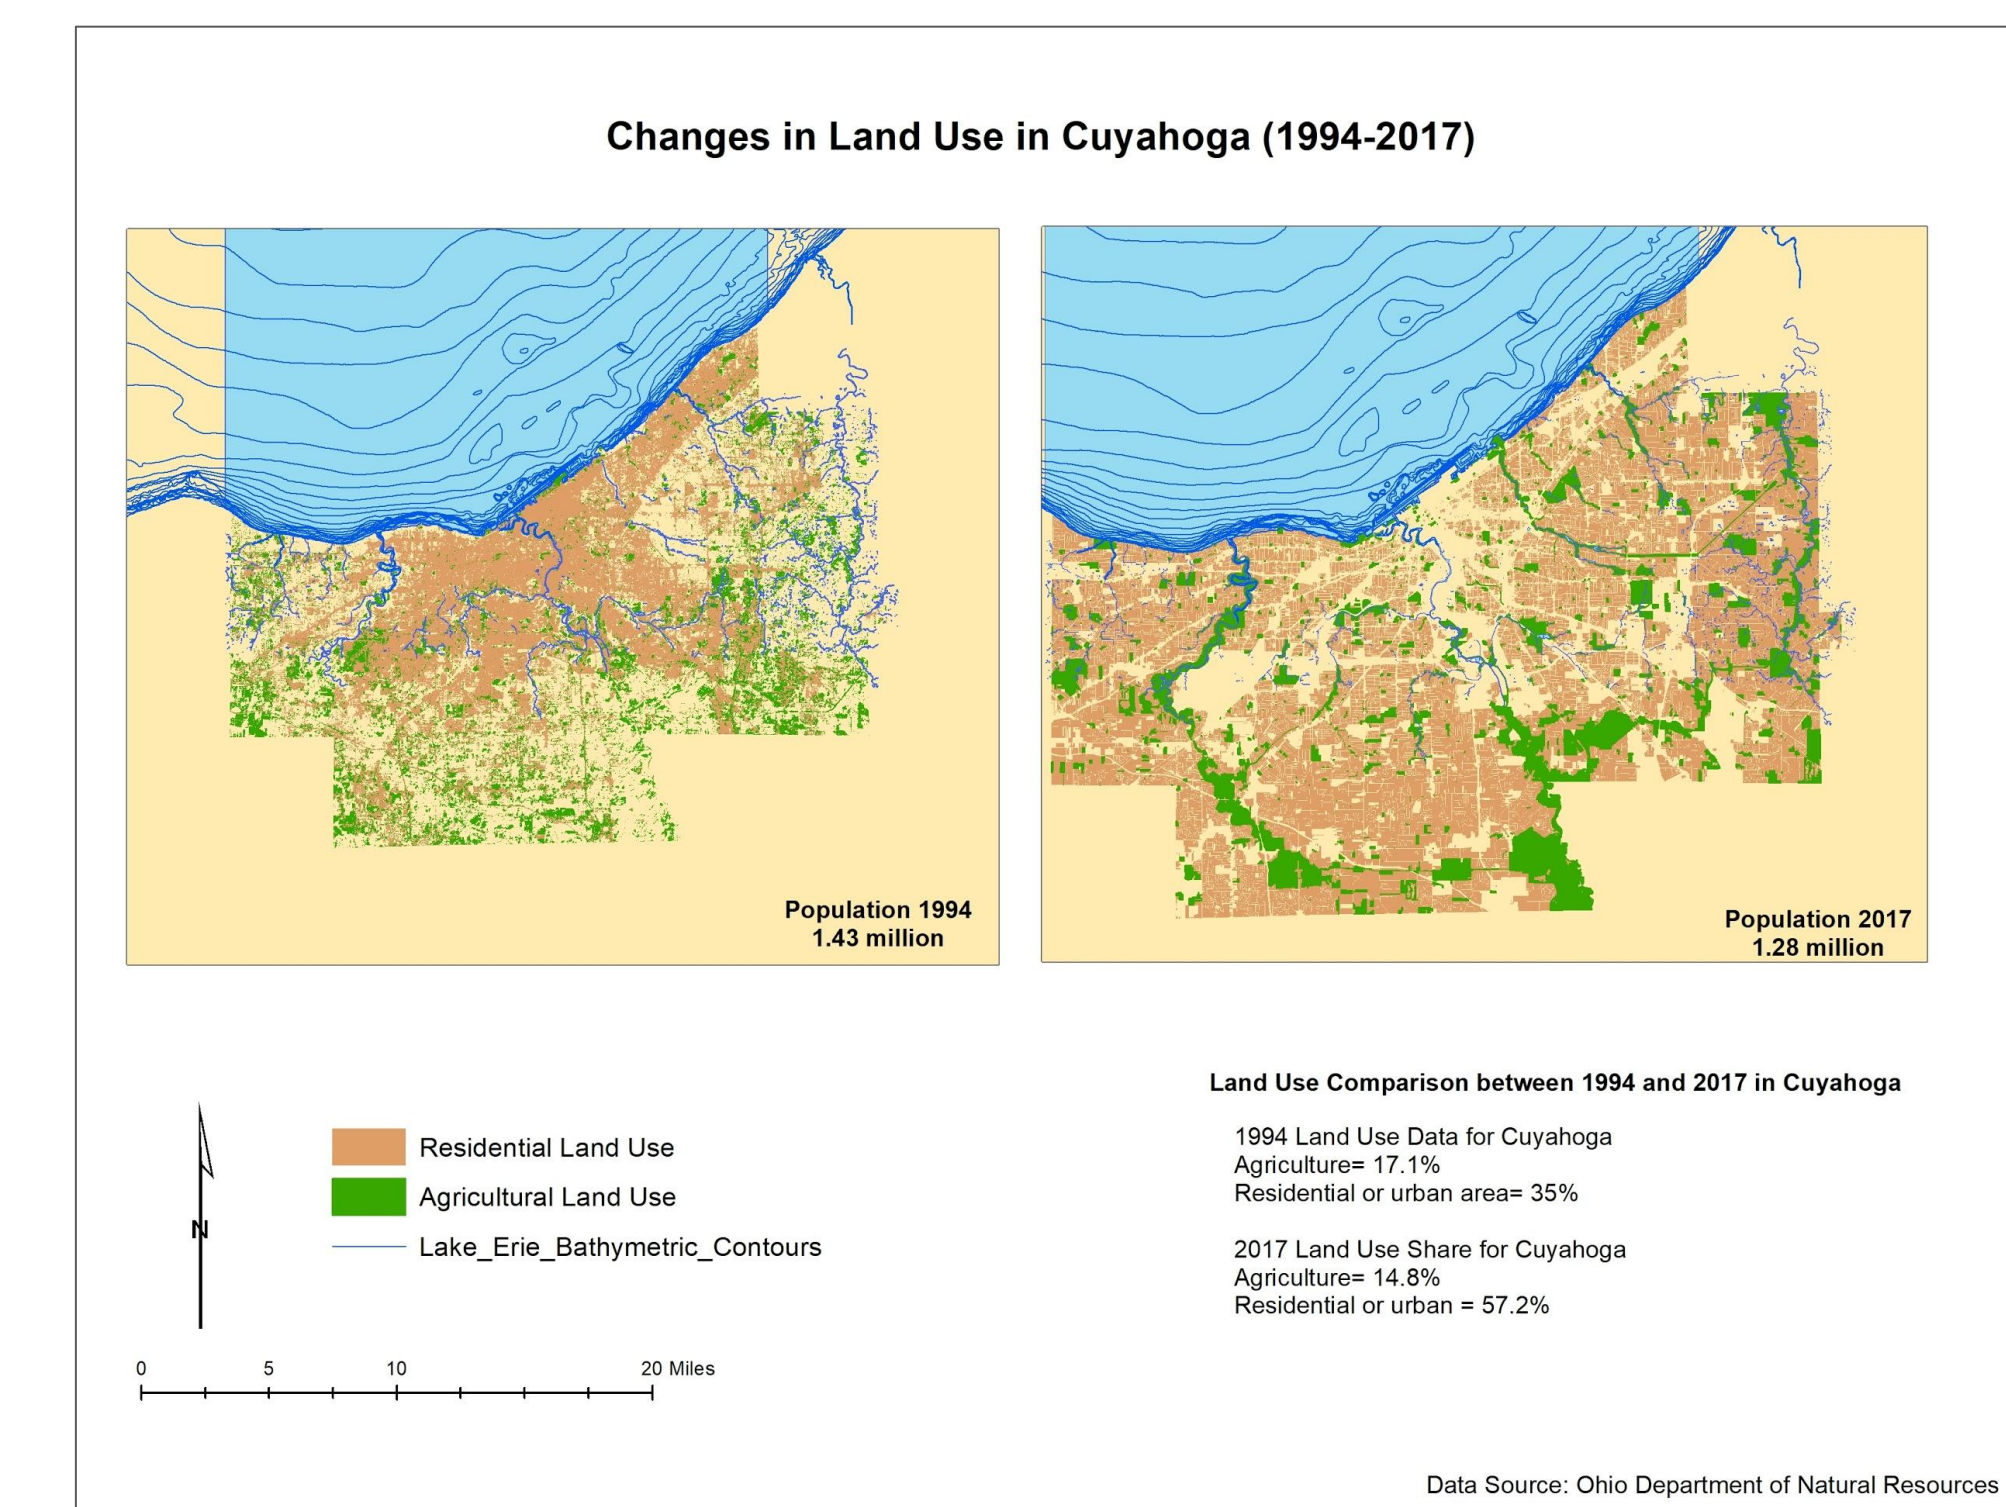 Changes in Land Use in Cuyahoga (1994-2017)
Population 1994
1.43 million
Population 2017
1.28 million
Land Use Comparison between 1994 and 2017 in Cuyahoga
1994 Land Use Data for Cuyahoga
Agriculture= 17.1%
Residential or urban area= 35%
2017 Land Use Share for Cuyahoga
Agriculture= 14.8%
Residential or urban = 57.2%
N
Residential Land Use
Agricultural Land Use
Lake_Erie_Bathymetric_Contours
0 5 10 20 Miles
Data Source: Ohio Department of Natural Resources